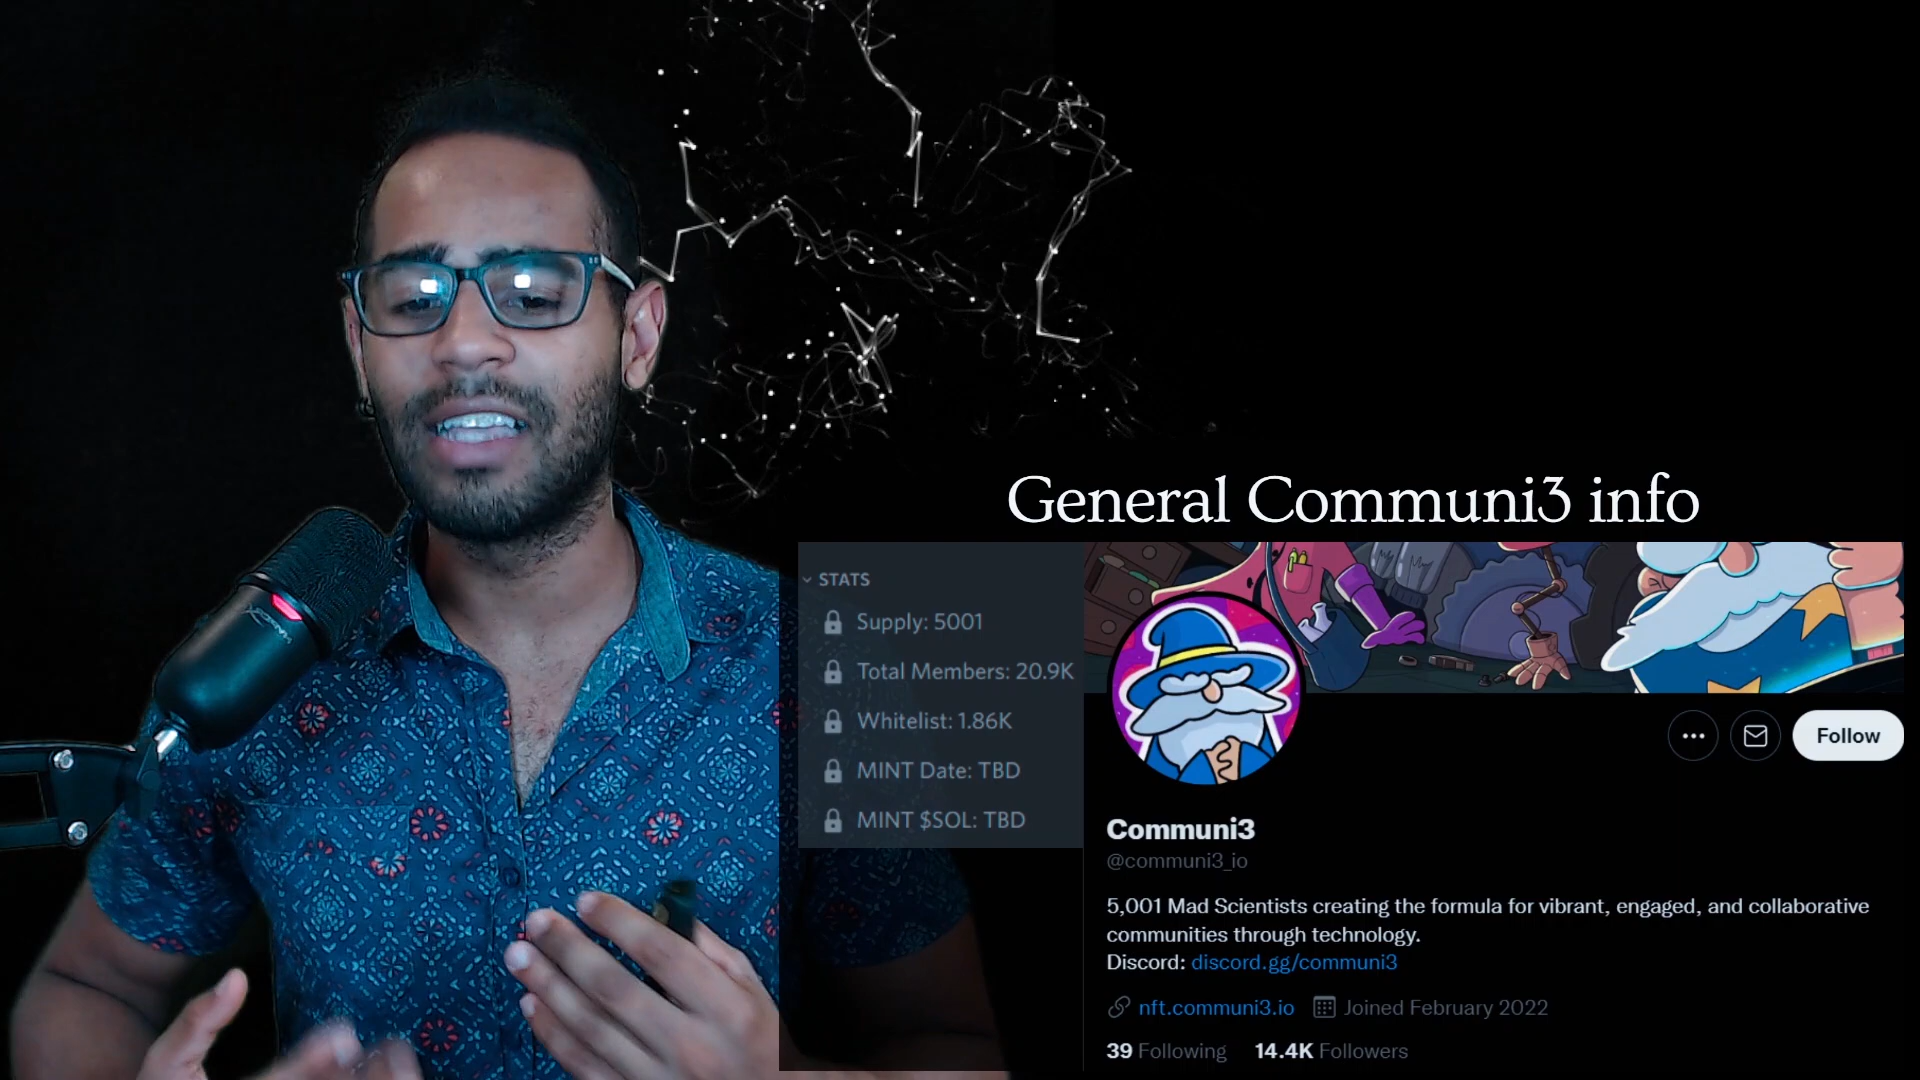 General Communi3 info
STATS
Supply: 5001
Total Members: 20.9K
Whitelist: 1.86K
MINT Date: TBD
MINT $SOL: TBD
Follow
Communi3
@communi3_io
5,001 Mad Scientists creating the formula for vibrant, engaged, and collaborative
communities through technology.
Discord: discord.gg/communi3
nft.communi3.io Joined February 2022
39 Following 14.4K Followers